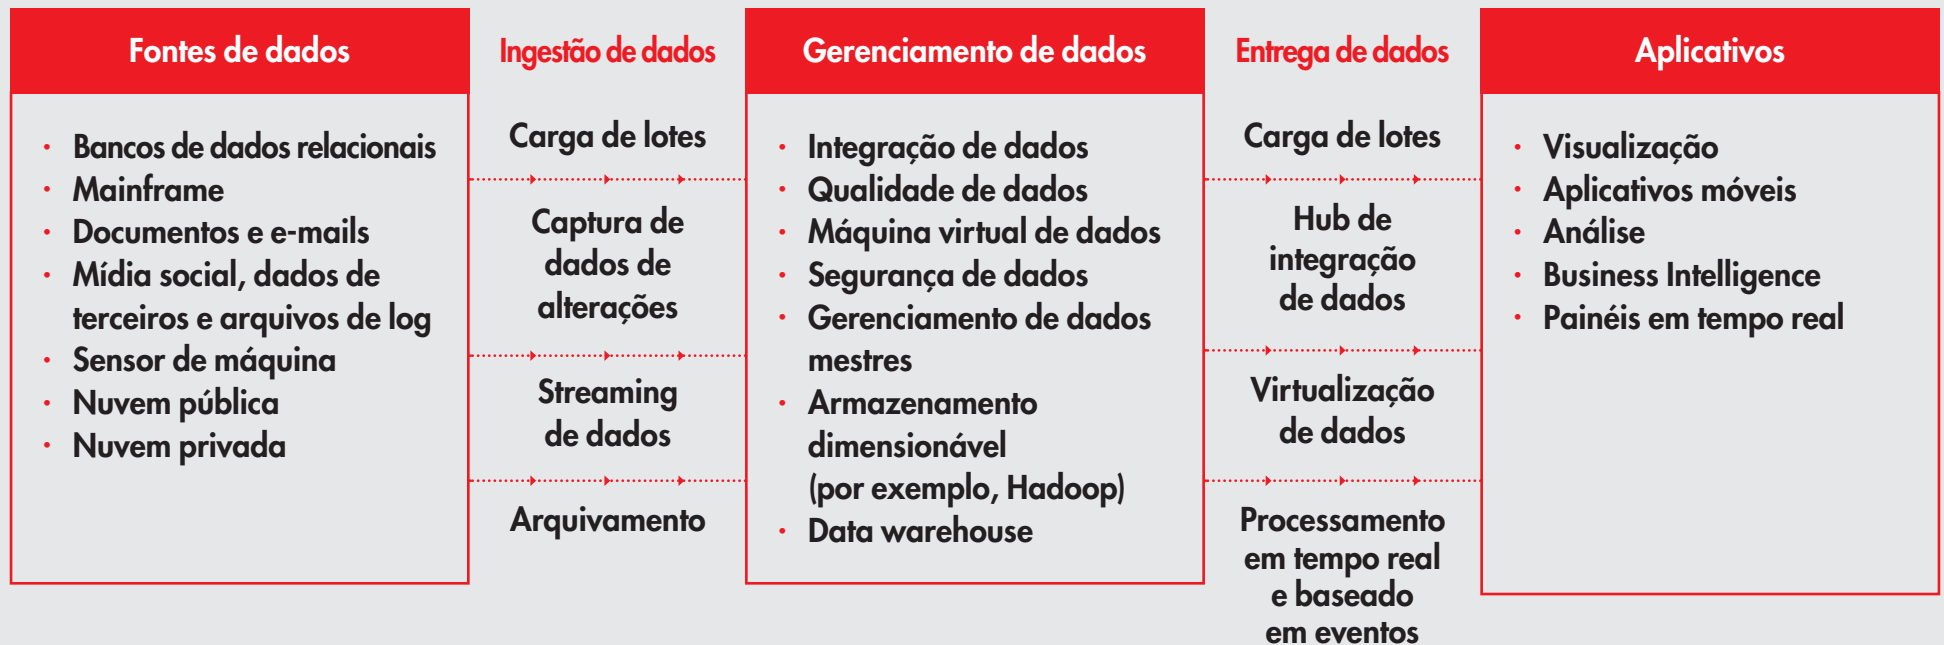 Fontes de dados
· Bancos de dados relacionais
· Mainframe
· Documentos e e-mails
· Mídia social, dados de
terceiros e arquivos de log
· Sensor de máquina
· Nuvem pública
· Nuvem privada
Ingestão de dados
Carga de lotes
Captura de
dados de
alterações
Streaming
de dados
Arquivamento
Gerenciamento de dados
· Integração de dados
· Qualidade de dados
· Máquina virtual de dados
· Segurança de dados
· Gerenciamento de dados
mestres
· Armazenamento
dimensionável
(por exemplo, Hadoop)
· Data warehouse
Entrega de dados
Carga de lotes
Hub de
integração
de dados
Virtualização
de dados
Processamento
em tempo real
e baseado
em eventos
Aplicativos
· Visualização
· Aplicativos móveis
· Análise
· Business Intelligence
· Painéis em tempo real